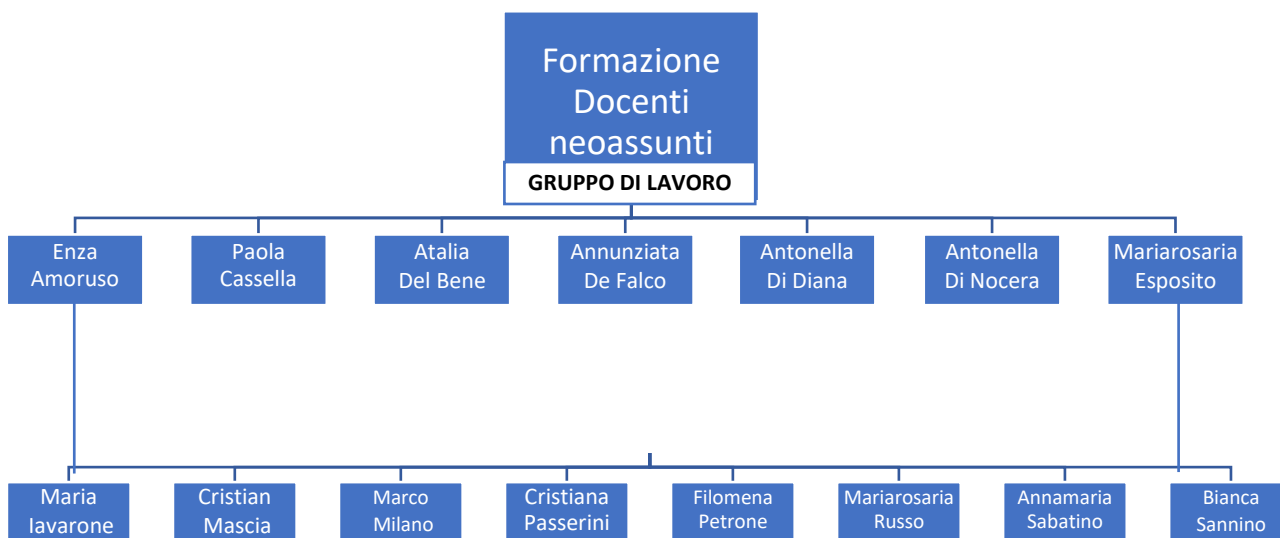 Formazione
Docenti
neoassunti
GRUPPO DI LAVORO
Enza
Amoruso
Paola
Cassella
Atalia
Del Bene
Annunziata
De Falco
Antonella
Di Diana
Antonella
Di Nocera
Mariarosaria
Esposito
Maria
Iavarone
Cristian
Mascia
Marco
Milano
Cristiana
Passerini
Filomena
Petrone
Mariarosaria
Russo
Annamaria
Sabatino
Bianca
Sannino